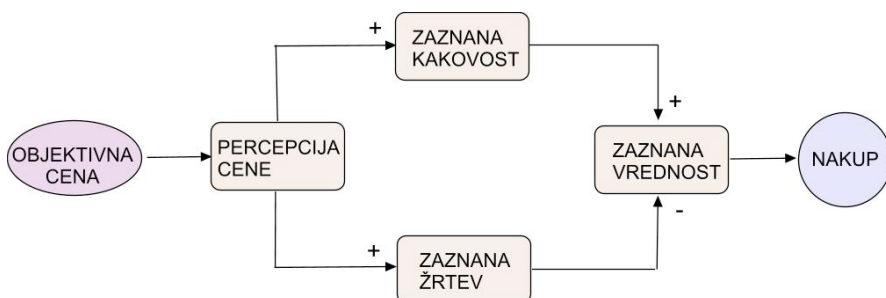 OBJEKTIVNA
CENA
PERCEPCIJA
CENE
+
ZAZNANA
KAKOVOST
+
ZAZNANA
ŽRTEV
+
-
ZAZNANA
VREDNOST
NAKUP